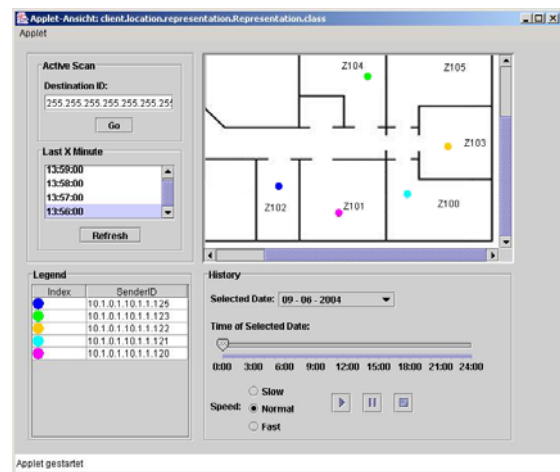 Applet-Ansicht: client.location.representation.Representation.class
Applet
Active Scan
Destination ID:
255.255.255.255.255.255.255
Go
Last X Minute
13:59:00
13:58:00
13:57:00
13:56:00
Refresh
Z104
Z105
Z103
Z102
Z101
Z100
Legend
Index SenderID
10.1.0.1.10.1.1.125
10.1.0.1.10.1.1.123
10.1.0.1.10.1.1.122
10.1.0.1.10.1.1.121
10.1.0.1.10.1.1.120
History
Selected Date: 09 - 06 - 2004
Time of Selected Date:
0:00 3:00 6:00 9:00 12:00 15:00 18:00 21:00 24:00
Slow
Speed: Normal
Fast
Applet gestartet